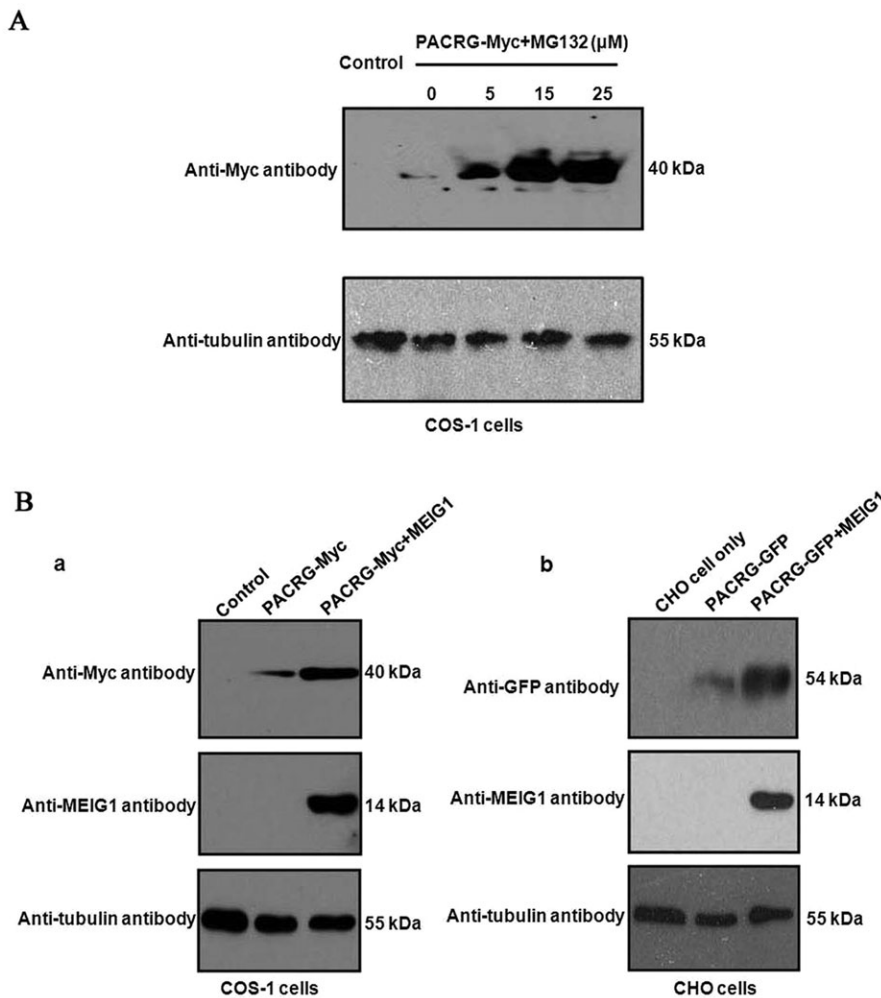 A
PACRG-Myc+MG132 (µM)
Control
0 5 15 25
Anti-Myc antibody
40 kDa
Anti-tubulin antibody
55 kDa
COS-1 cells
B
a
Control
PACRG-Myc
PACRG-Myc+MEIG1
Anti-Myc antibody
40 kDa
Anti-MEIG1 antibody
14 kDa
Anti-tubulin antibody
55 kDa
COS-1 cells
b
CHO cell only
PACRG-GFP
PACRG-GFP+MEIG1
Anti-GFP antibody
54 kDa
Anti-MEIG1 antibody
14 kDa
Anti-tubulin antibody
55 kDa
CHO cells